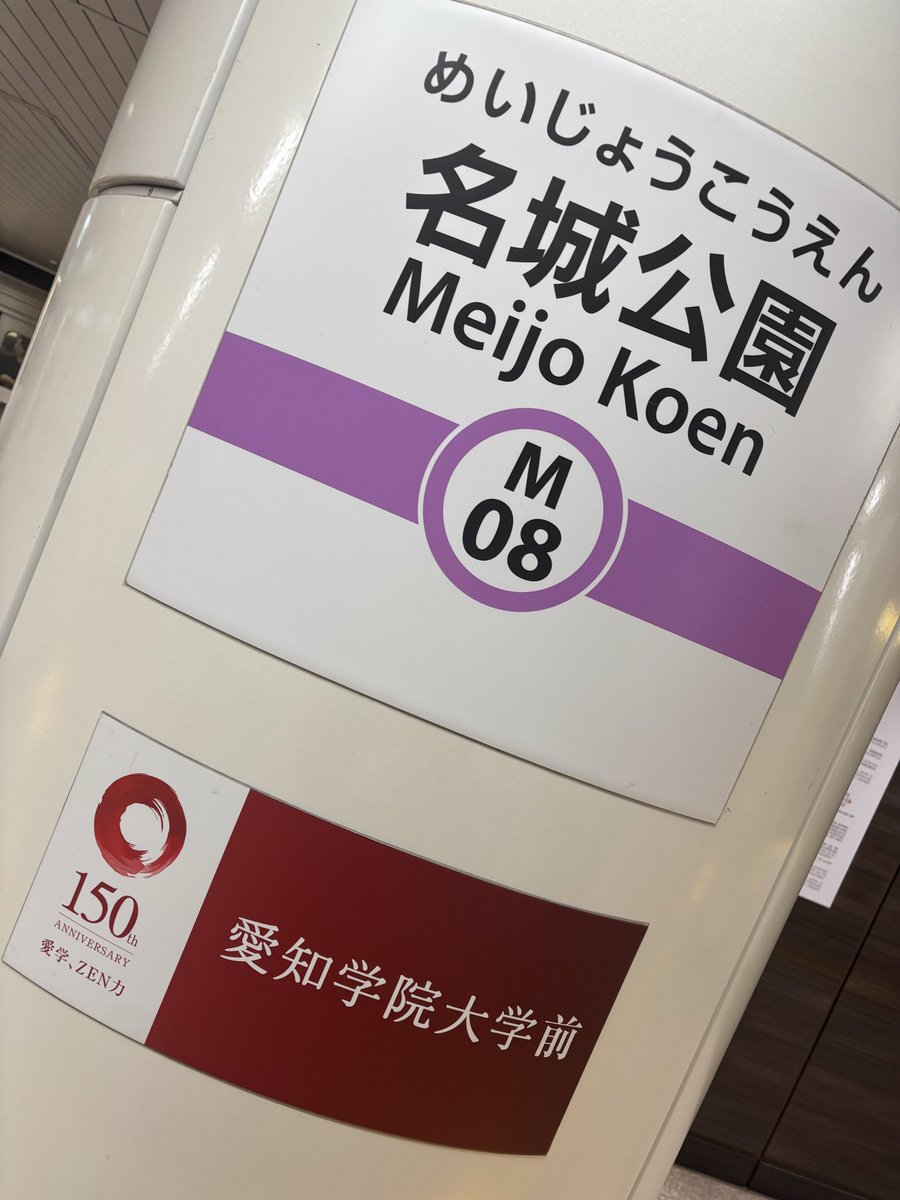 めいじょうこうえん
名城公園
Meijo Koen
M
08
150th
ANNIVERSARY
愛学、ZEN力
愛知学院大学前